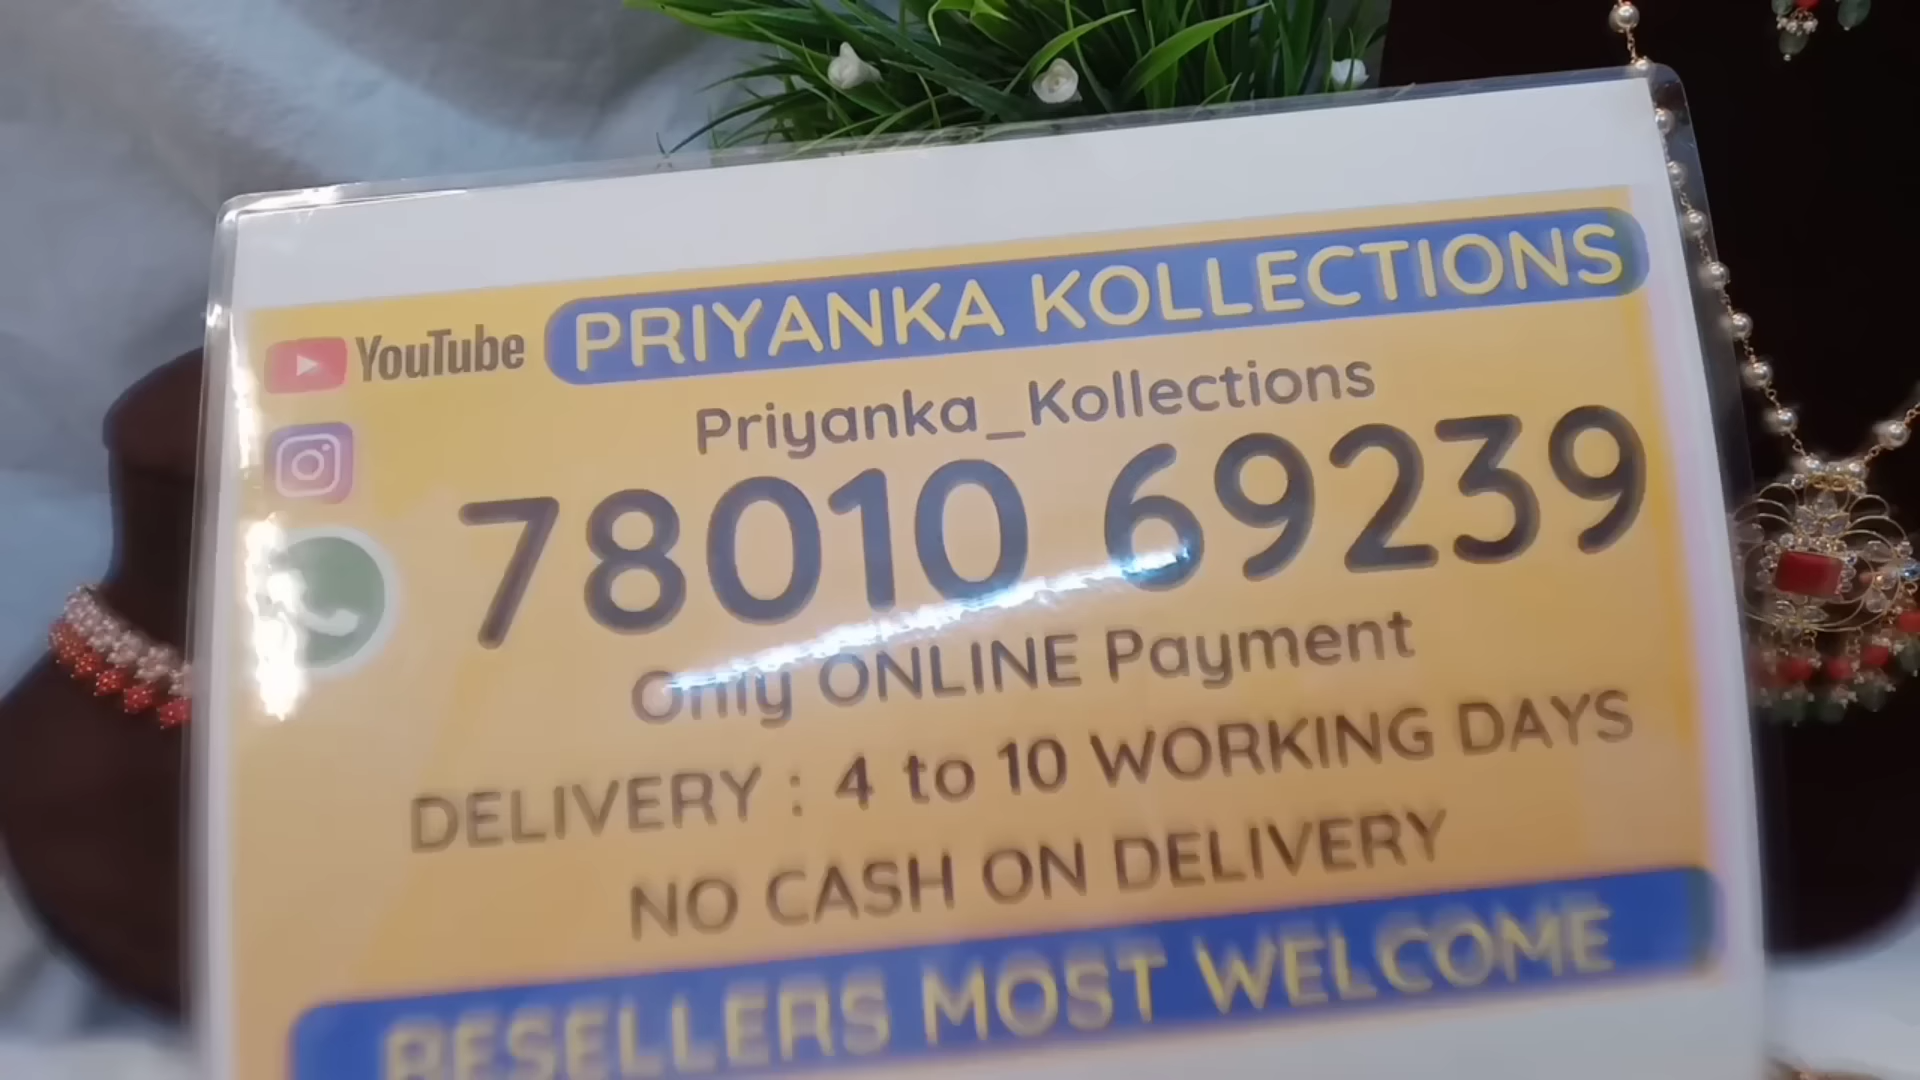 YouTube PRIYANKA KOLLECTIONS
Priyanka_Kollections
78010 69239
Only ONLINE Payment
DELIVERY : 4 to 10 WORKING DAYS
NO CASH ON DELIVERY
RESELLERS MOST WELCOME